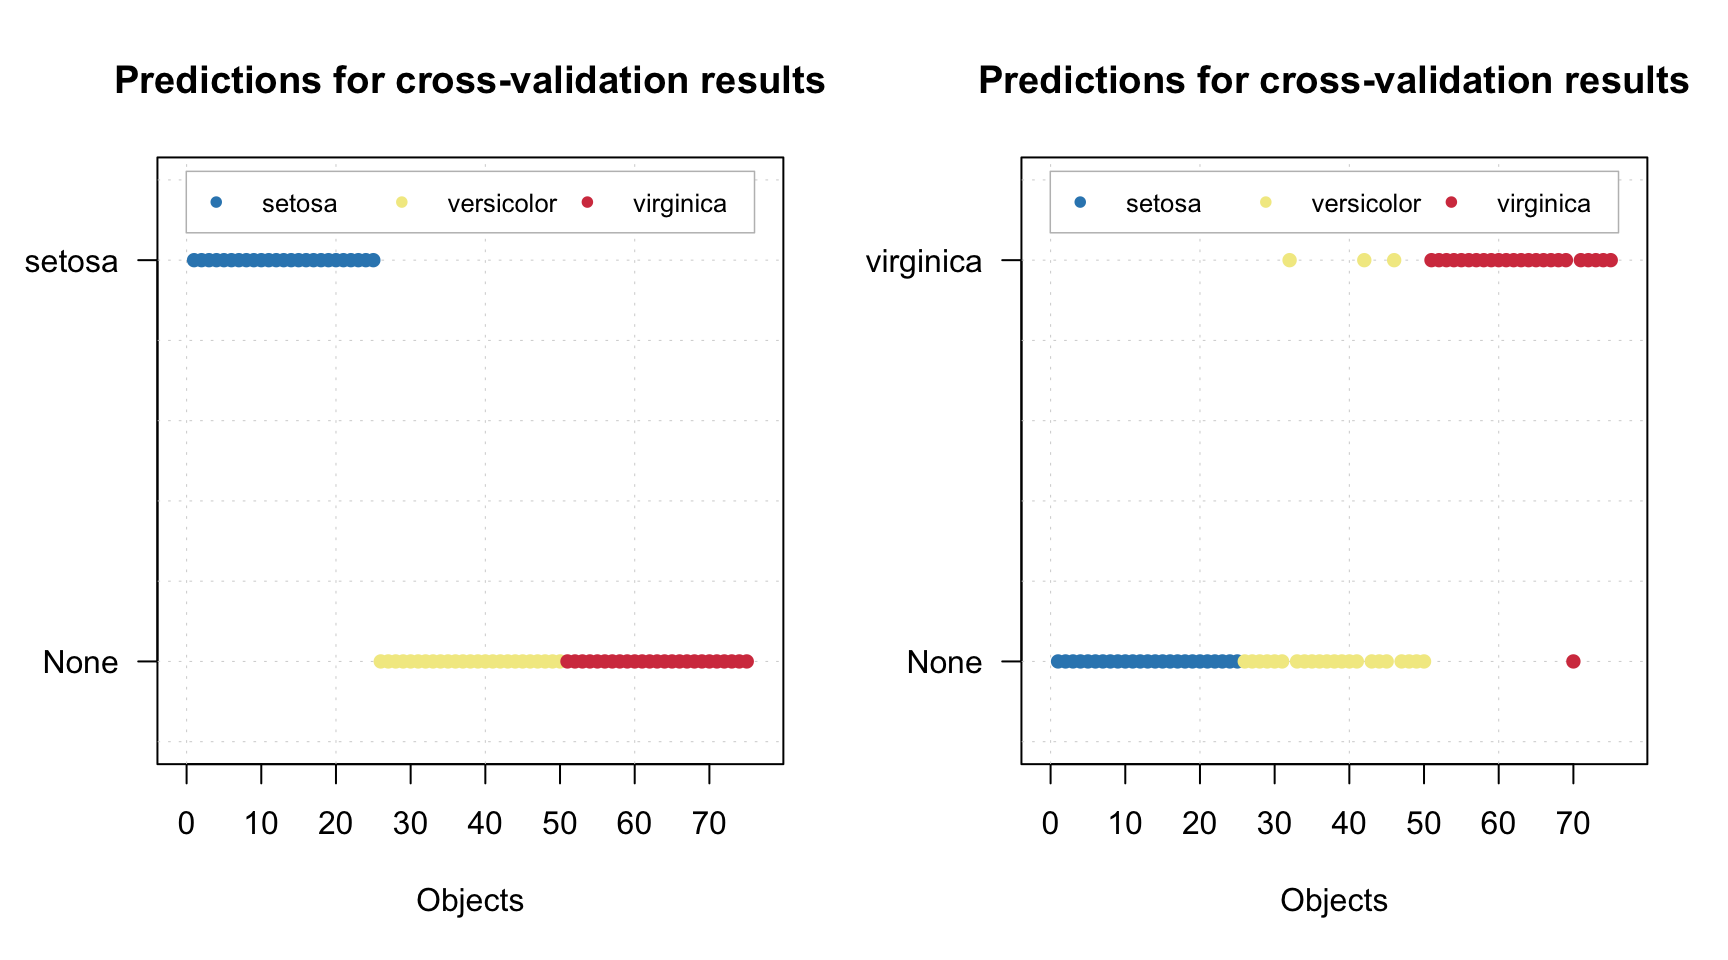 Predictions for cross-validation results
setosa versicolor virginica
setosa
None
0 10 20 30 40 50 60 70
Objects
Predictions for cross-validation results
setosa versicolor virginica
virginica
None
0 10 20 30 40 50 60 70
Objects